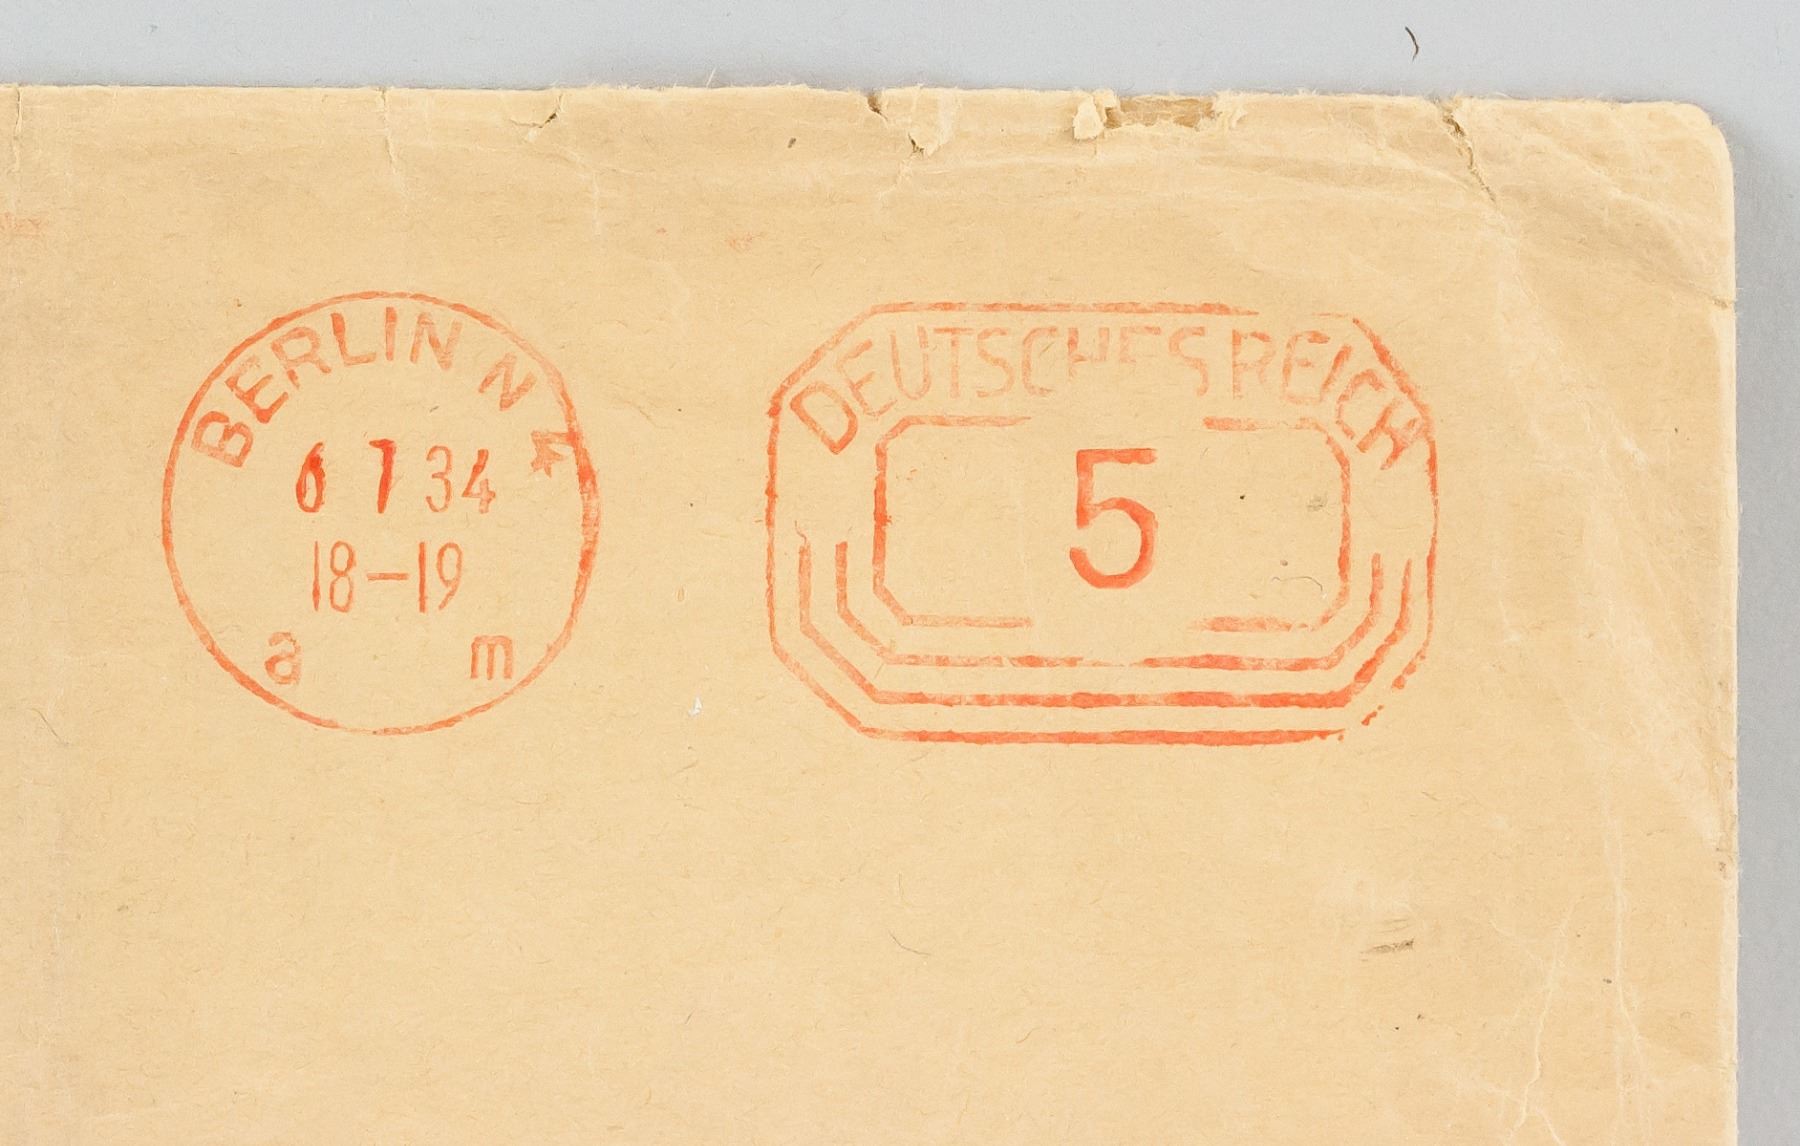 BERLIN N 4
6 7 34
18–19
a m
DEUTSCHES REICH
5